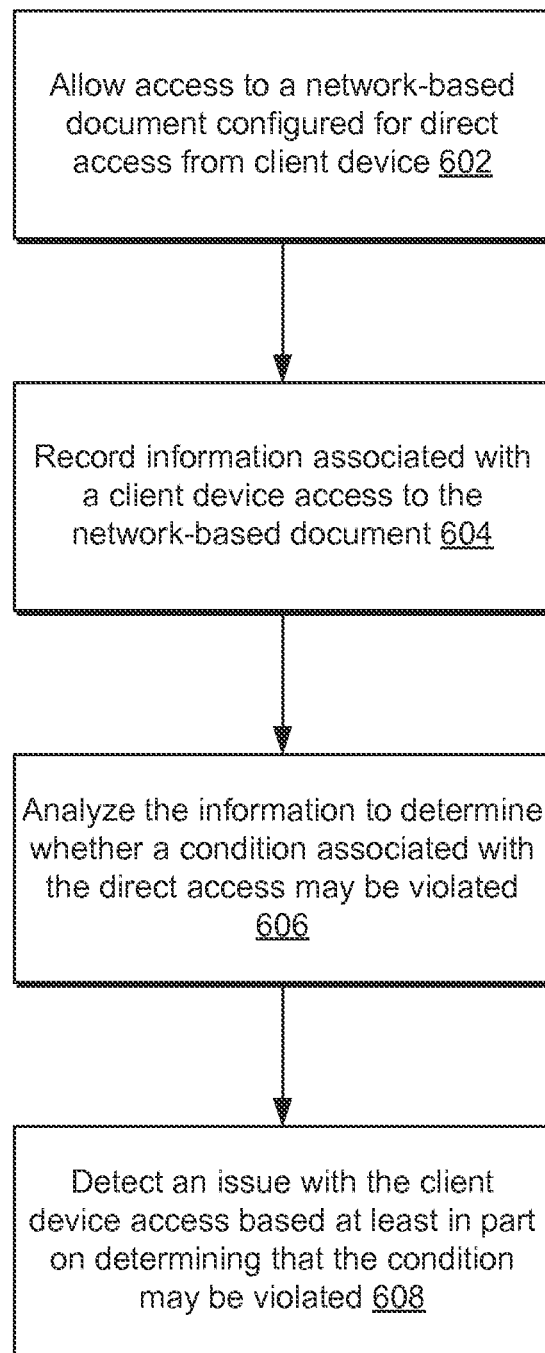 Allow access to a network-based
document configured for direct
access from client device 602
Record information associated with
a client device access to the
network-based document 604
Analyze the information to determine
whether a condition associated with
the direct access may be violated
606
Detect an issue with the client
device access based at least in part
on determining that the condition
may be violated 608